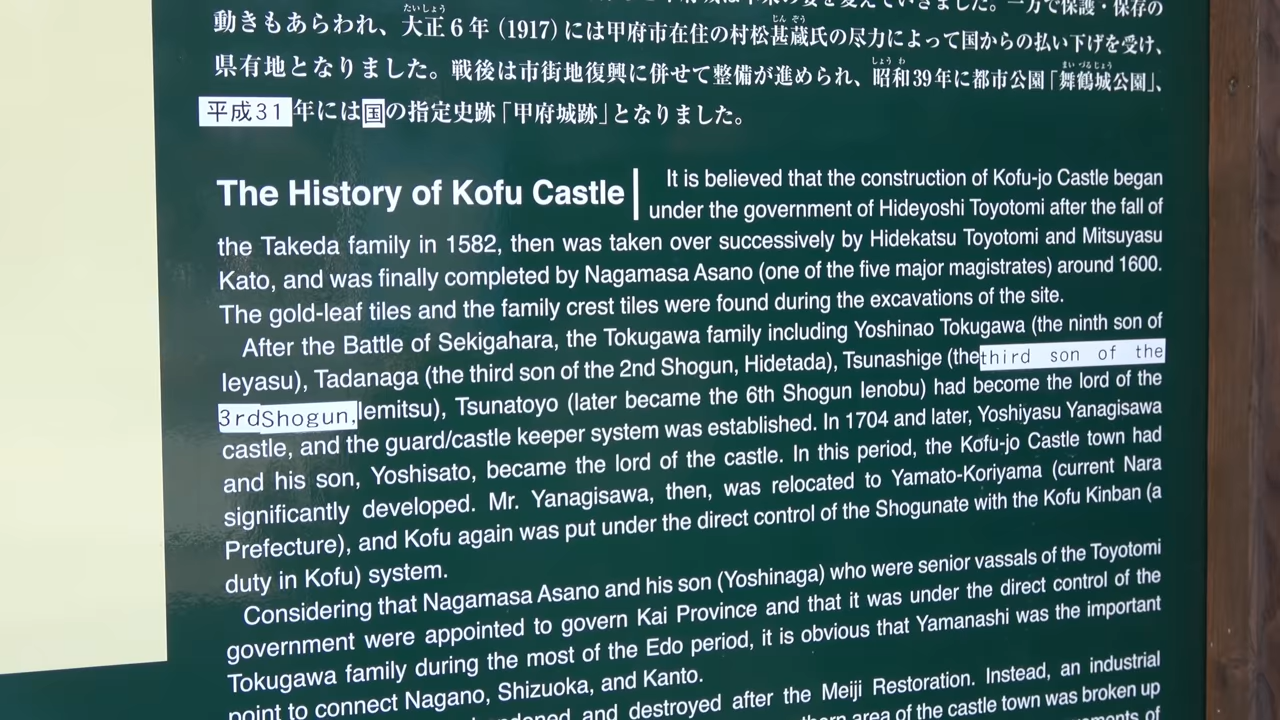 動きもあらわれ、大正6年（1917）には甲府市在住の村松甚蔵氏の尽力によって国からの払い下げを受け、
県有地となりました。戦後は市街地復興に併せて整備が進められ、昭和39年に都市公園「舞鶴城公園」、
平成31年には国の指定史跡「甲府城跡」となりました。
The History of Kofu Castle
It is believed that the construction of Kofu-jo Castle began
under the government of Hideyoshi Toyotomi after the fall of
the Takeda family in 1582, then was taken over successively by Hidekatsu Toyotomi and Mitsuyasu
Kato, and was finally completed by Nagamasa Asano (one of the five major magistrates) around 1600.
The gold-leaf tiles and the family crest tiles were found during the excavations of the site.
After the Battle of Sekigahara, the Tokugawa family including Yoshinao Tokugawa (the ninth son of
Ieyasu), Tadanaga (the third son of the 2nd Shogun, Hidetada), Tsunashige (thethird son of the
3rdShogun,Iemitsu), Tsunatoyo (later became the 6th Shogun Ienobu) had become the lord of the
castle, and the guard/castle keeper system was established. In 1704 and later, Yoshiyasu Yanagisawa
and his son, Yoshisato, became the lord of the castle. In this period, the Kofu-jo Castle town had
significantly developed. Mr. Yanagisawa, then, was relocated to Yamato-Koriyama (current Nara
Prefecture), and Kofu again was put under the direct control of the Shogunate with the Kofu Kinban (a
duty in Kofu) system.
Considering that Nagamasa Asano and his son (Yoshinaga) who were senior vassals of the Toyotomi
government were appointed to govern Kai Province and that it was under the direct control of the
Tokugawa family during the most of the Edo period, it is obvious that Yamanashi was the important
point to connect Nagano, Shizuoka, and Kanto.
and destroyed after the Meiji Restoration. Instead, an industrial
area of the castle town was broken up
of